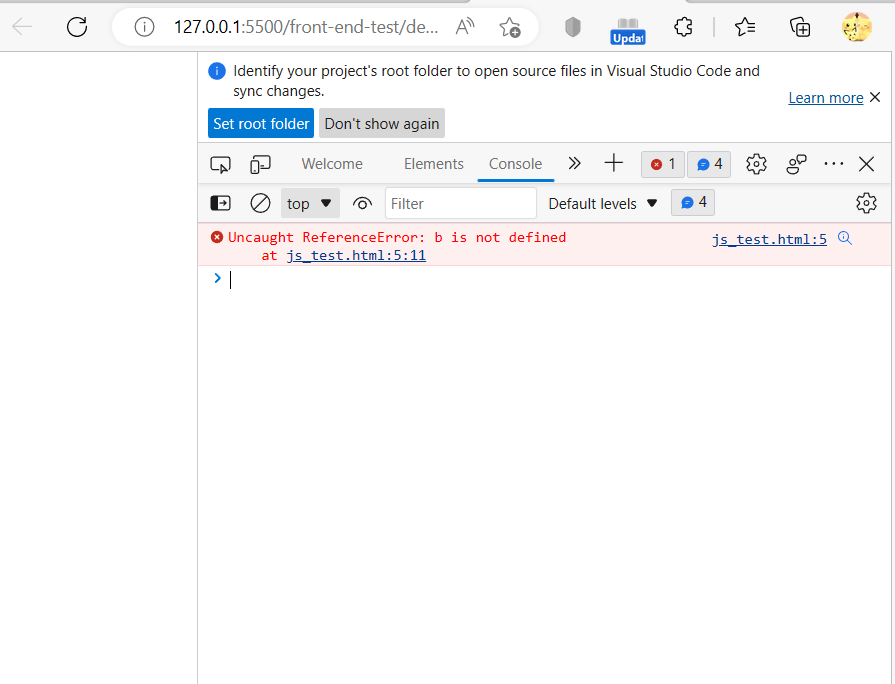 127.0.0.1:5500/front-end-test/de...
A
Updat
Identify your project's root folder to open source files in Visual Studio Code and
sync changes.
Learn more
Set root folder
Don't show again
Welcome
Elements
Console
1
4
top
Filter
Default levels
4
Uncaught ReferenceError: b is not defined
js_test.html:5
at js_test.html:5:11